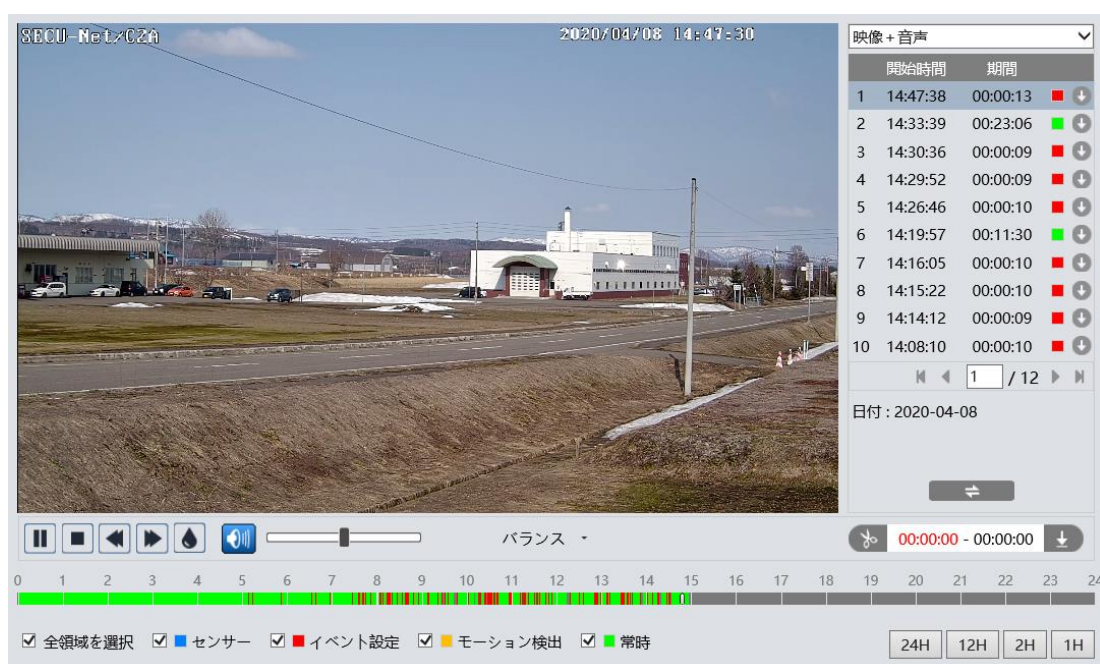 SECU-Net/CZA 2020/04/08 14:47:30
映像+音声
開始時間 期間
1 14:47:38 00:00:13
2 14:33:39 00:23:06
3 14:30:36 00:00:09
4 14:29:52 00:00:09
5 14:26:46 00:00:10
6 14:19:57 00:11:30
7 14:16:05 00:00:10
8 14:15:22 00:00:10
9 14:14:12 00:00:09
10 14:08:10 00:00:10
1 / 12
日付 : 2020-04-08
バランス
00:00:00 - 00:00:00
0 1 2 3 4 5 6 7 8 9 10 11 12 13 14 15 16 17 18 19 20 21 22 23 24
全領域を選択 センサー イベント設定 モーション検出 常時
24H 12H 2H 1H